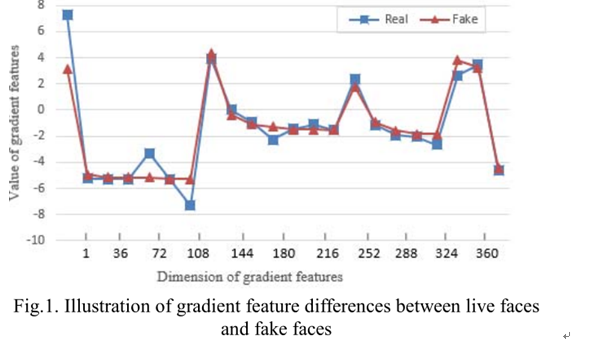 8
Real Fake
6
4
2
0
-2
-4
-6
-8
-10
Value of gradient features
1 36 72 108 144 180 216 252 288 324 360
Dimension of gradient features
Fig.1. Illustration of gradient feature differences between live faces
and fake faces